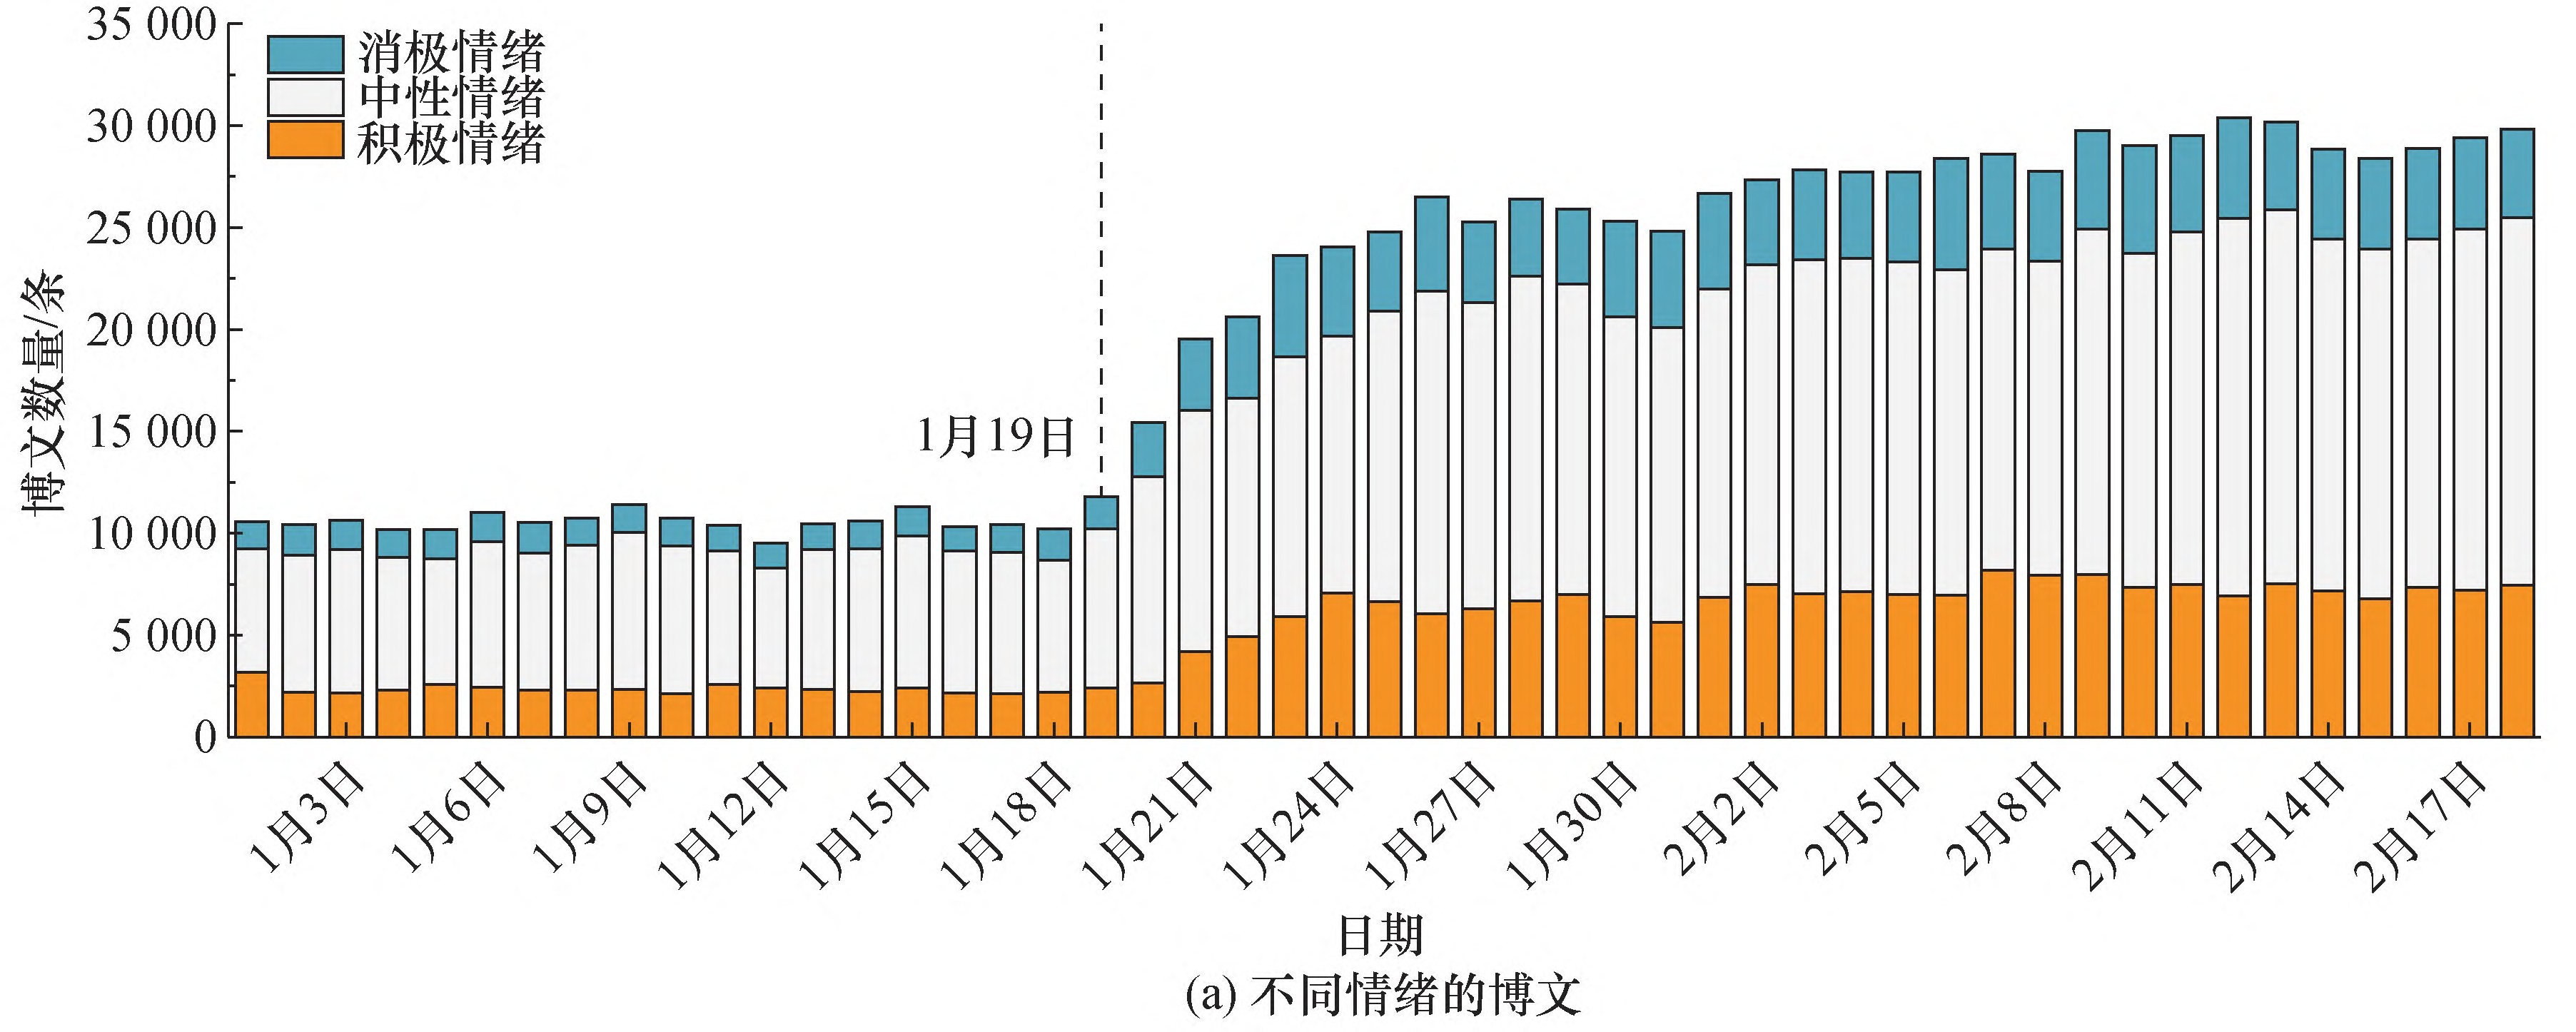 35 000
30 000
25 000
20 000
15 000
10 000
5 000
0
博文数量/条
消极情绪
中性情绪
积极情绪
1月19日
1月3日
1月6日
1月9日
1月12日
1月15日
1月18日
1月21日
1月24日
1月27日
1月30日
2月2日
2月5日
2月8日
2月11日
2月14日
2月17日
日期
(a) 不同情绪的博文